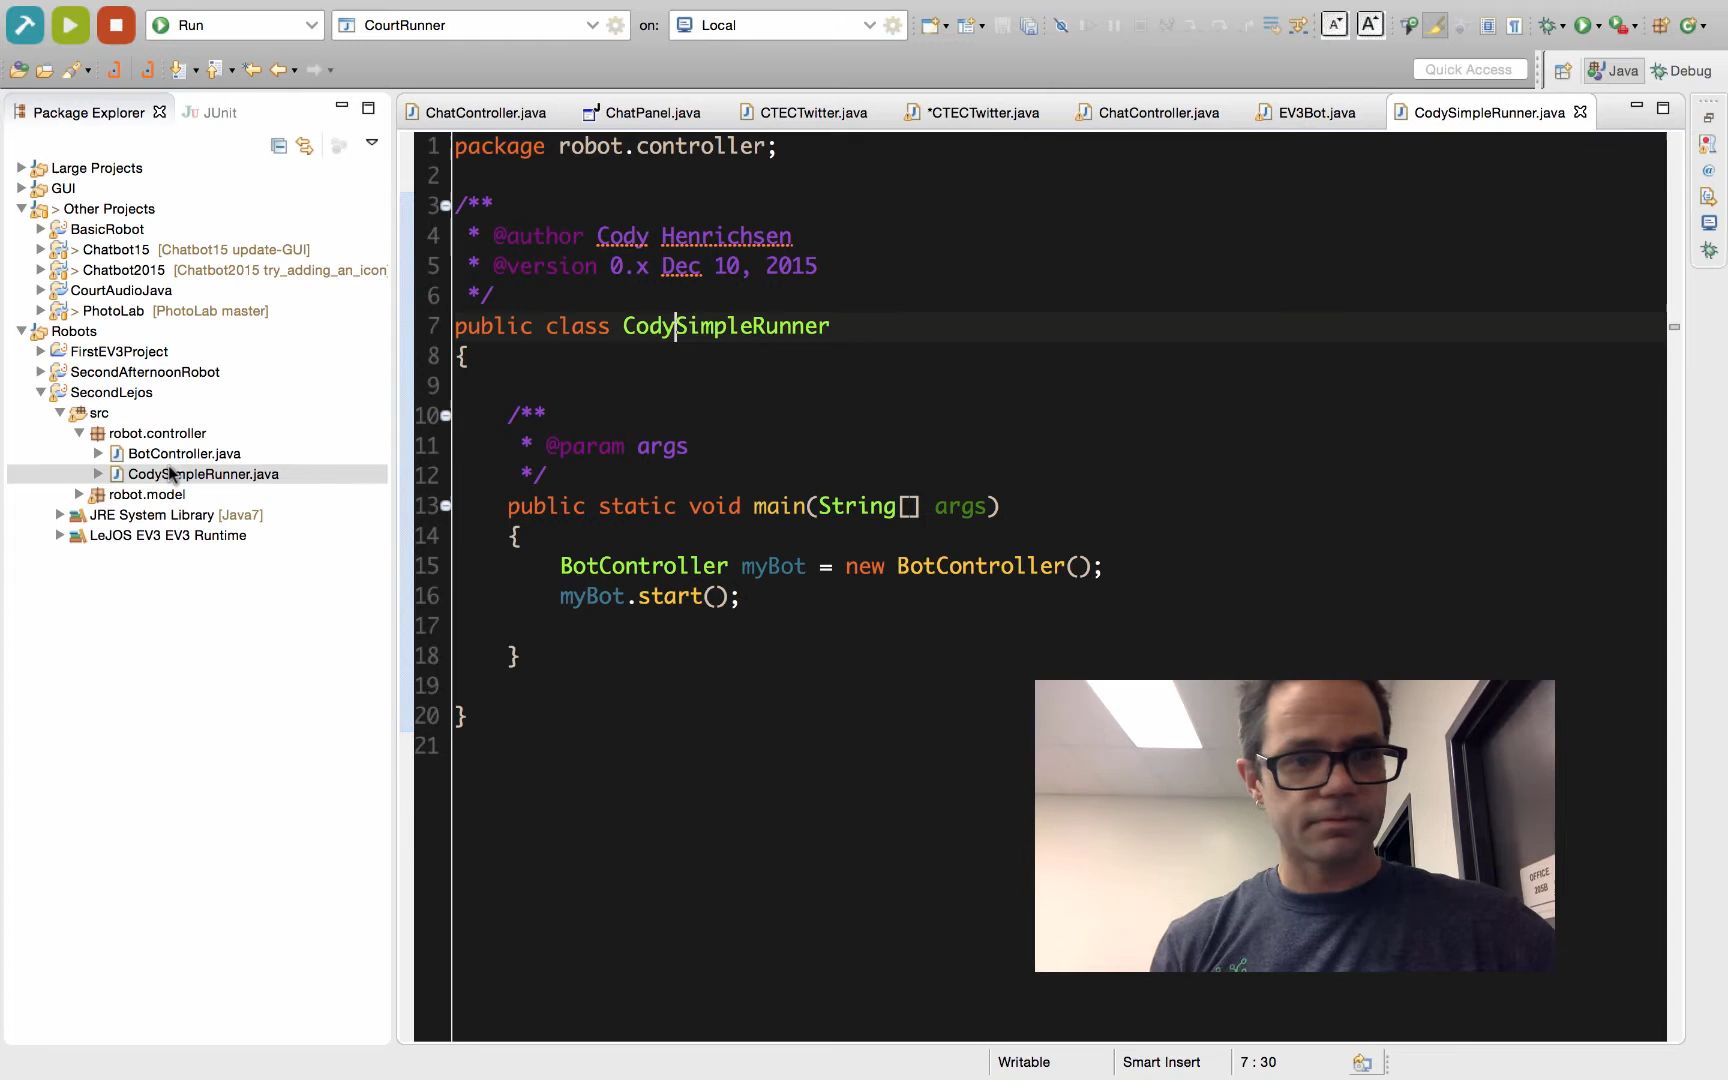 Run
CourtRunner
on:
Local
A
A
Quick Access
Java
Debug
Package Explorer
JUnit
ChatController.java
ChatPanel.java
CTECTwitter.java
*CTECTwitter.java
ChatController.java
EV3Bot.java
CodySimpleRunner.java
Large Projects
GUI
> Other Projects
BasicRobot
> Chatbot15 [Chatbot15 update-GUI]
> Chatbot2015 [Chatbot2015 try_adding_an_icon]
CourtAudioJava
> PhotoLab [PhotoLab master]
Robots
FirstEV3Project
SecondAfternoonRobot
SecondLejos
src
robot.controller
BotController.java
CodySimpleRunner.java
robot.model
JRE System Library [Java7]
LeJOS EV3 EV3 Runtime
1 package robot.controller;
2
3 /**
4 * @author Cody Henrichsen
5 * @version 0.x Dec 10, 2015
6 */
7 public class CodySimpleRunner
8 {
9
10 /**
11 * @param args
12 */
13 public static void main(String[] args)
14 {
15 BotController myBot = new BotController();
16 myBot.start();
17
18 }
19
20 }
21
OFFICE
205B
Writable
Smart Insert
7 : 30